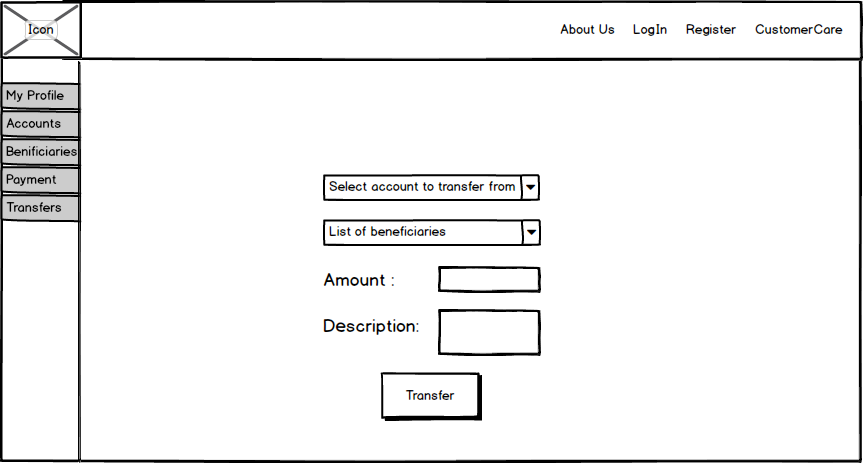 Icon
About Us LogIn Register CustomerCare
My Profile
Accounts
Benificiaries
Payment
Transfers
Select account to transfer from
List of beneficiaries
Amount :
Description:
Transfer